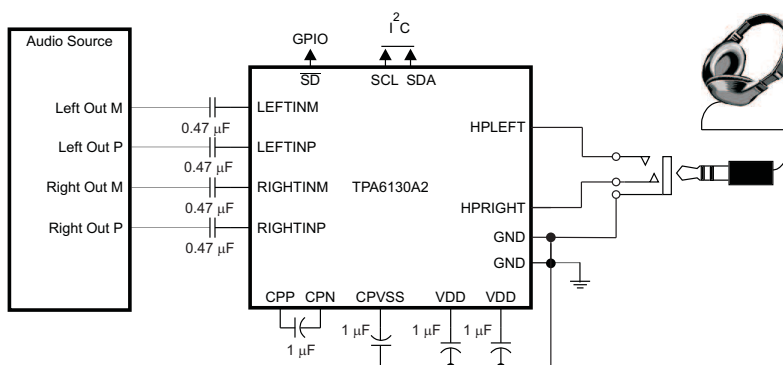 Audio Source
Left Out M
Left Out P
Right Out M
Right Out P
0.47 μF
0.47 μF
0.47 μF
0.47 μF
GPIO
I²C
SD
SCL SDA
LEFTINM
LEFTINP
RIGHTINM
RIGHTINP
TPA6130A2
HPLEFT
HPRIGHT
GND
GND
CPP CPN CPVSS VDD VDD
1 μF
1 μF
1 μF
1 μF